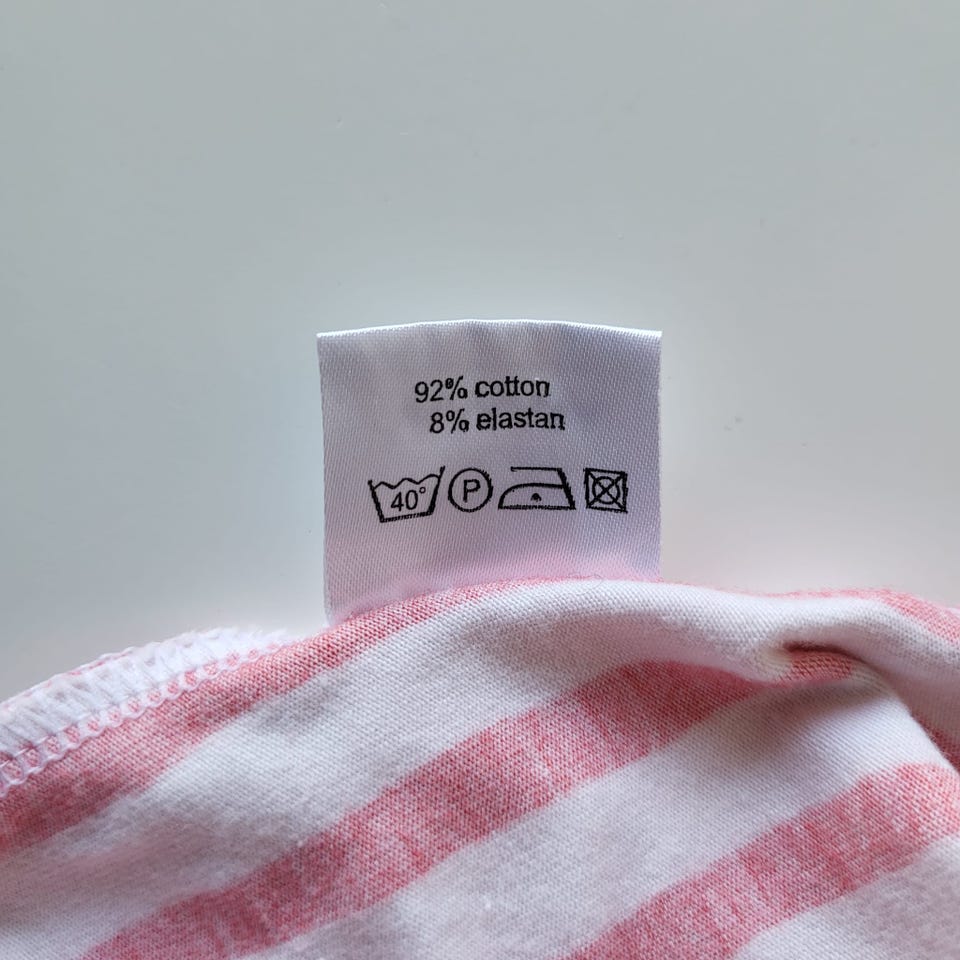 92% cotton
8% elastan
40° P